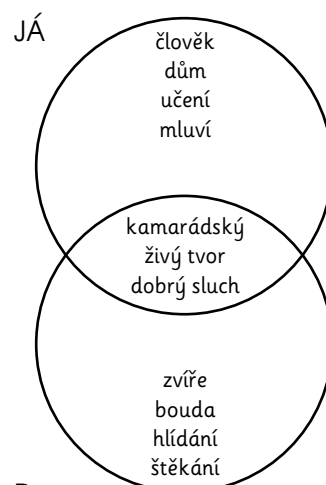 JÁ
člověk
dům
učení
mluví
kamarádský
živý tvor
dobrý sluch
zvíře
bouda
hlídání
štěkání